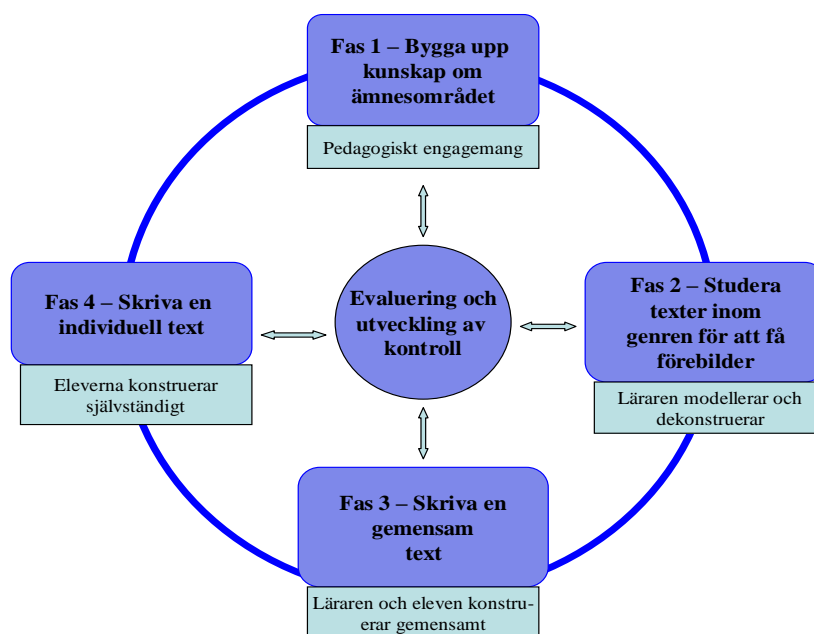 Fas 1 – Bygga upp
kunskap om
ämnesområdet
Pedagogiskt engagemang
Fas 4 – Skriva en
individuell text
Eleverna konstruerar
självständigt
Evaluering och
utveckling av
kontroll
Fas 2 – Studera
texter inom
genren för att få
förebilder
Läraren modellerar och
dekonstruerar
Fas 3 – Skriva en
gemensam
text
Läraren och eleven konstru-
erar gemensamt